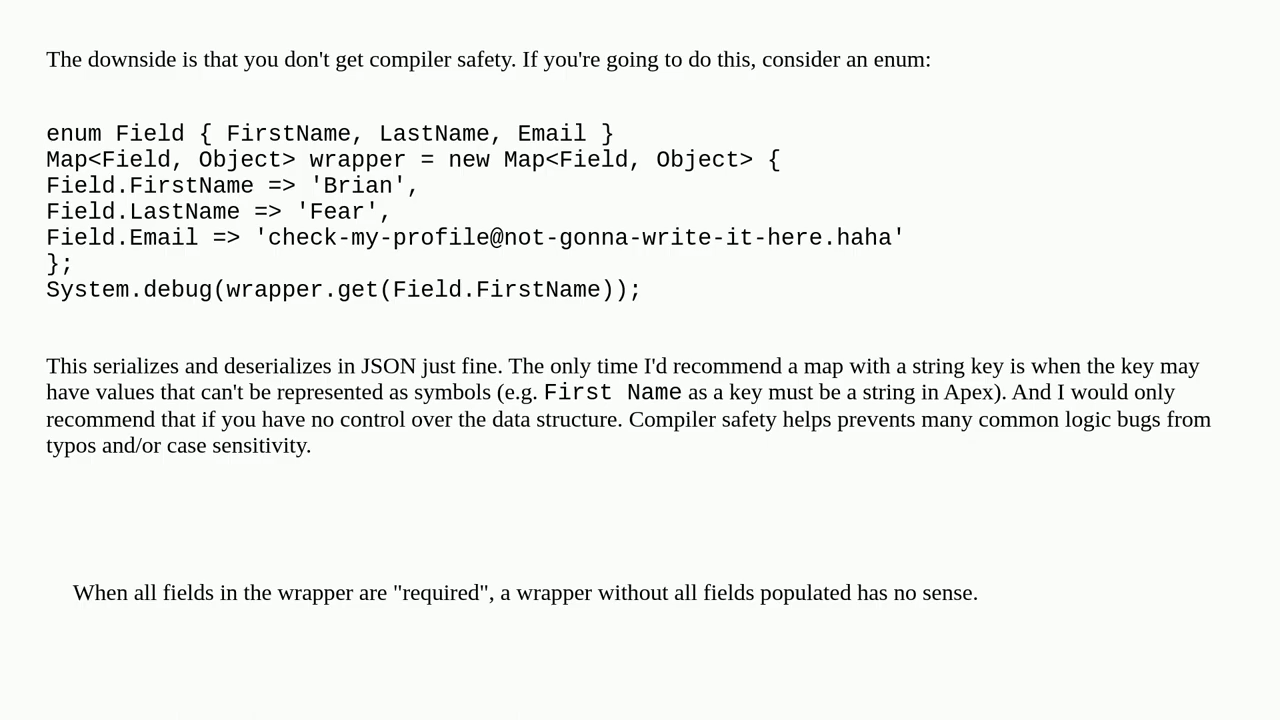 The downside is that you don't get compiler safety. If you're going to do this, consider an enum:
enum Field { FirstName, LastName, Email }
Map<Field, Object> wrapper = new Map<Field, Object> {
Field.FirstName => 'Brian',
Field.LastName => 'Fear',
Field.Email => 'check-my-profile@not-gonna-write-it-here.haha'
};
System.debug(wrapper.get(Field.FirstName));
This serializes and deserializes in JSON just fine. The only time I'd recommend a map with a string key is when the key may
have values that can't be represented as symbols (e.g. First Name as a key must be a string in Apex). And I would only
recommend that if you have no control over the data structure. Compiler safety helps prevents many common logic bugs from
typos and/or case sensitivity.
When all fields in the wrapper are "required", a wrapper without all fields populated has no sense.